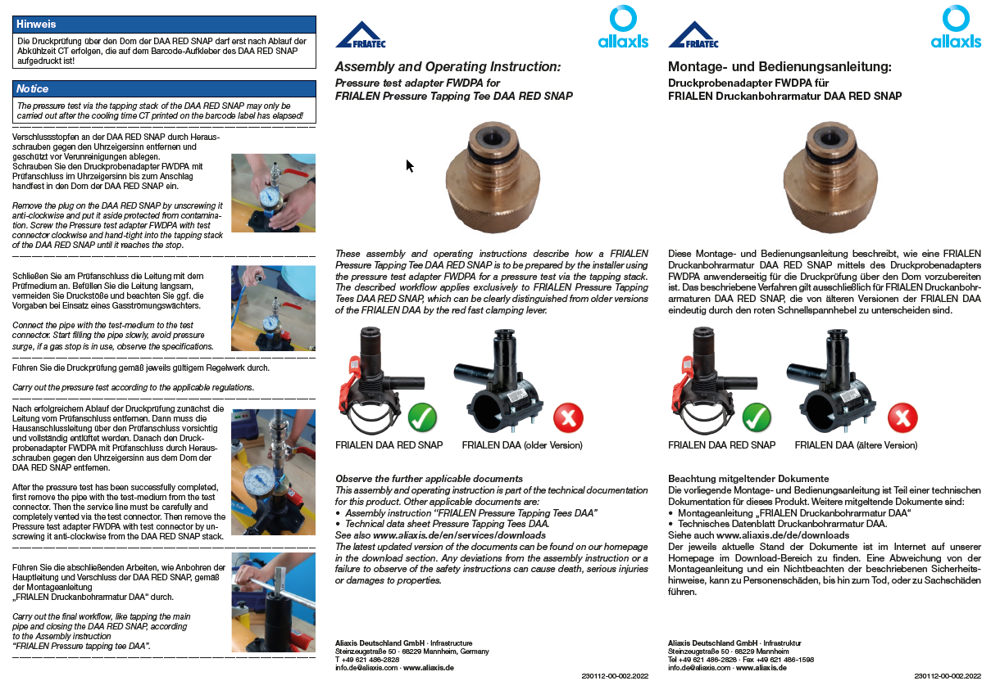 Hinweis
Die Druckprüfung über den Dom der DAA RED SNAP darf erst nach Ablauf der
Abkühlzeit CT erfolgen, die auf dem Barcode-Aufkleber des DAA RED SNAP
aufgedruckt ist!
Notice
The pressure test via the tapping stack of the DAA RED SNAP may only be
carried out after the cooling time CT printed on the barcode label has elapsed!
Verschlussstopfen an der DAA RED SNAP durch Heraus-
schrauben gegen den Uhrzeigersinn entfernen und
geschützt vor Verunreinigungen ablegen.
Schrauben Sie den Druckprobenadapter FWDPA mit
Prüfanschluss im Uhrzeigersinn bis zum Anschlag
handfest in den Dom der DAA RED SNAP ein.
Remove the plug on the DAA RED SNAP by unscrewing it
anti-clockwise and put it aside protected from contamina-
tion. Screw the Pressure test adapter FWDPA with test
connector clockwise and hand-tight into the tapping stack
of the DAA RED SNAP until it reaches the stop.
Schließen Sie am Prüfanschluss die Leitung mit dem
Prüfmedium an. Befüllen Sie die Leitung langsam,
vermeiden Sie Druckstöße und beachten Sie ggf. die
Vorgaben bei Einsatz eines Gasströmungswächters.
Connect the pipe with the test-medium to the test
connector. Start filling the pipe slowly, avoid pressure
surge, if a gas stop is in use, observe the specifications.
Führen Sie die Druckprüfung gemäß jeweils gültigem Regelwerk durch.
Carry out the pressure test according to the applicable regulations.
Nach erfolgreichem Ablauf der Druckprüfung zunächst die
Leitung vom Prüfanschluss entfernen. Dann muss die
Hausanschlussleitung über den Prüfanschluss vorsichtig
und vollständig entlüftet werden. Danach den Druck-
probenadapter FWDPA mit Prüfanschluss durch Heraus-
schrauben gegen den Uhrzeigersinn aus dem Dom der
DAA RED SNAP entfernen.
After the pressure test has been successfully completed,
first remove the pipe with the test-medium from the test
connector. Then the service line must be carefully and
completely vented via the test connector. Then remove the
Pressure test adapter FWDPA with test connector by un-
screwing it anti-clockwise from the DAA RED SNAP stack.
Führen Sie die abschließenden Arbeiten, wie Anbohren der
Hauptleitung und Verschluss der DAA RED SNAP, gemäß
der Montageanleitung
„FRIALEN Druckanbohrarmatur DAA“ durch.
Carry out the final workflow, like tapping the main
pipe and closing the DAA RED SNAP, according
to the Assembly instruction
“FRIALEN Pressure tapping tee DAA”.
FRIATEC
aliaxis
Assembly and Operating Instruction:
Pressure test adapter FWDPA for
FRIALEN Pressure Tapping Tee DAA RED SNAP
These assembly and operating instructions describe how a FRIALEN
Pressure Tapping Tee DAA RED SNAP is to be prepared by the installer using
the pressure test adapter FWDPA for a pressure test via the tapping stack.
The described workflow applies exclusively to FRIALEN Pressure Tapping
Tees DAA RED SNAP, which can be clearly distinguished from older versions
of the FRIALEN DAA by the red fast clamping lever.
FRIALEN DAA RED SNAP
FRIALEN DAA (older Version)
Observe the further applicable documents
This assembly and operating instruction is part of the technical documentation
for this product. Other applicable documents are:
• Assembly instruction “FRIALEN Pressure Tapping Tees DAA”
• Technical data sheet Pressure Tapping Tees DAA.
See also www.aliaxis.de/en/services/downloads
The latest updated version of the documents can be found on our homepage
in the download section. Any deviations from the assembly instruction or a
failure to observe of the safety instructions can cause death, serious injuries
or damages to properties.
Aliaxis Deutschland GmbH · Infrastructure
Steinzeugstraße 50 · 68229 Mannheim, Germany
T +49 621 486-2828
info.de@aliaxis.com · www.aliaxis.de
230112-00-002.2022
FRIATEC
aliaxis
Montage- und Bedienungsanleitung:
Druckprobenadapter FWDPA für
FRIALEN Druckanbohrarmatur DAA RED SNAP
Diese Montage- und Bedienungsanleitung beschreibt, wie eine FRIALEN
Druckanbohrarmatur DAA RED SNAP mittels des Druckprobenadapters
FWDPA anwenderseitig für die Druckprüfung über den Dom vorzubereiten
ist. Das beschriebene Verfahren gilt ausschließlich für FRIALEN Druckanbohr-
armaturen DAA RED SNAP, die von älteren Versionen der FRIALEN DAA
eindeutig durch den roten Schnellspannhebel zu unterscheiden sind.
FRIALEN DAA RED SNAP
FRIALEN DAA (ältere Version)
Beachtung mitgeltender Dokumente
Die vorliegende Montage- und Bedienungsanleitung ist Teil einer technischen
Dokumentation für dieses Produkt. Weitere mitgeltende Dokumente sind:
• Montageanleitung „FRIALEN Druckanbohrarmatur DAA“
• Technisches Datenblatt Druckanbohrarmatur DAA.
Siehe auch www.aliaxis.de/de/downloads
Der jeweils aktuelle Stand der Dokumente ist im Internet auf unserer
Homepage im Download-Bereich zu finden. Eine Abweichung von der
Montageanleitung und ein Nichtbeachten der beschriebenen Sicherheits-
hinweise, kann zu Personenschäden, bis hin zum Tod, oder zu Sachschäden
führen.
Aliaxis Deutschland GmbH · Infrastruktur
Steinzeugstraße 50 · 68229 Mannheim
Tel +49 621 486-2828 · Fax +49 621 486-1598
info.de@aliaxis.com · www.aliaxis.de
230112-00-002.2022